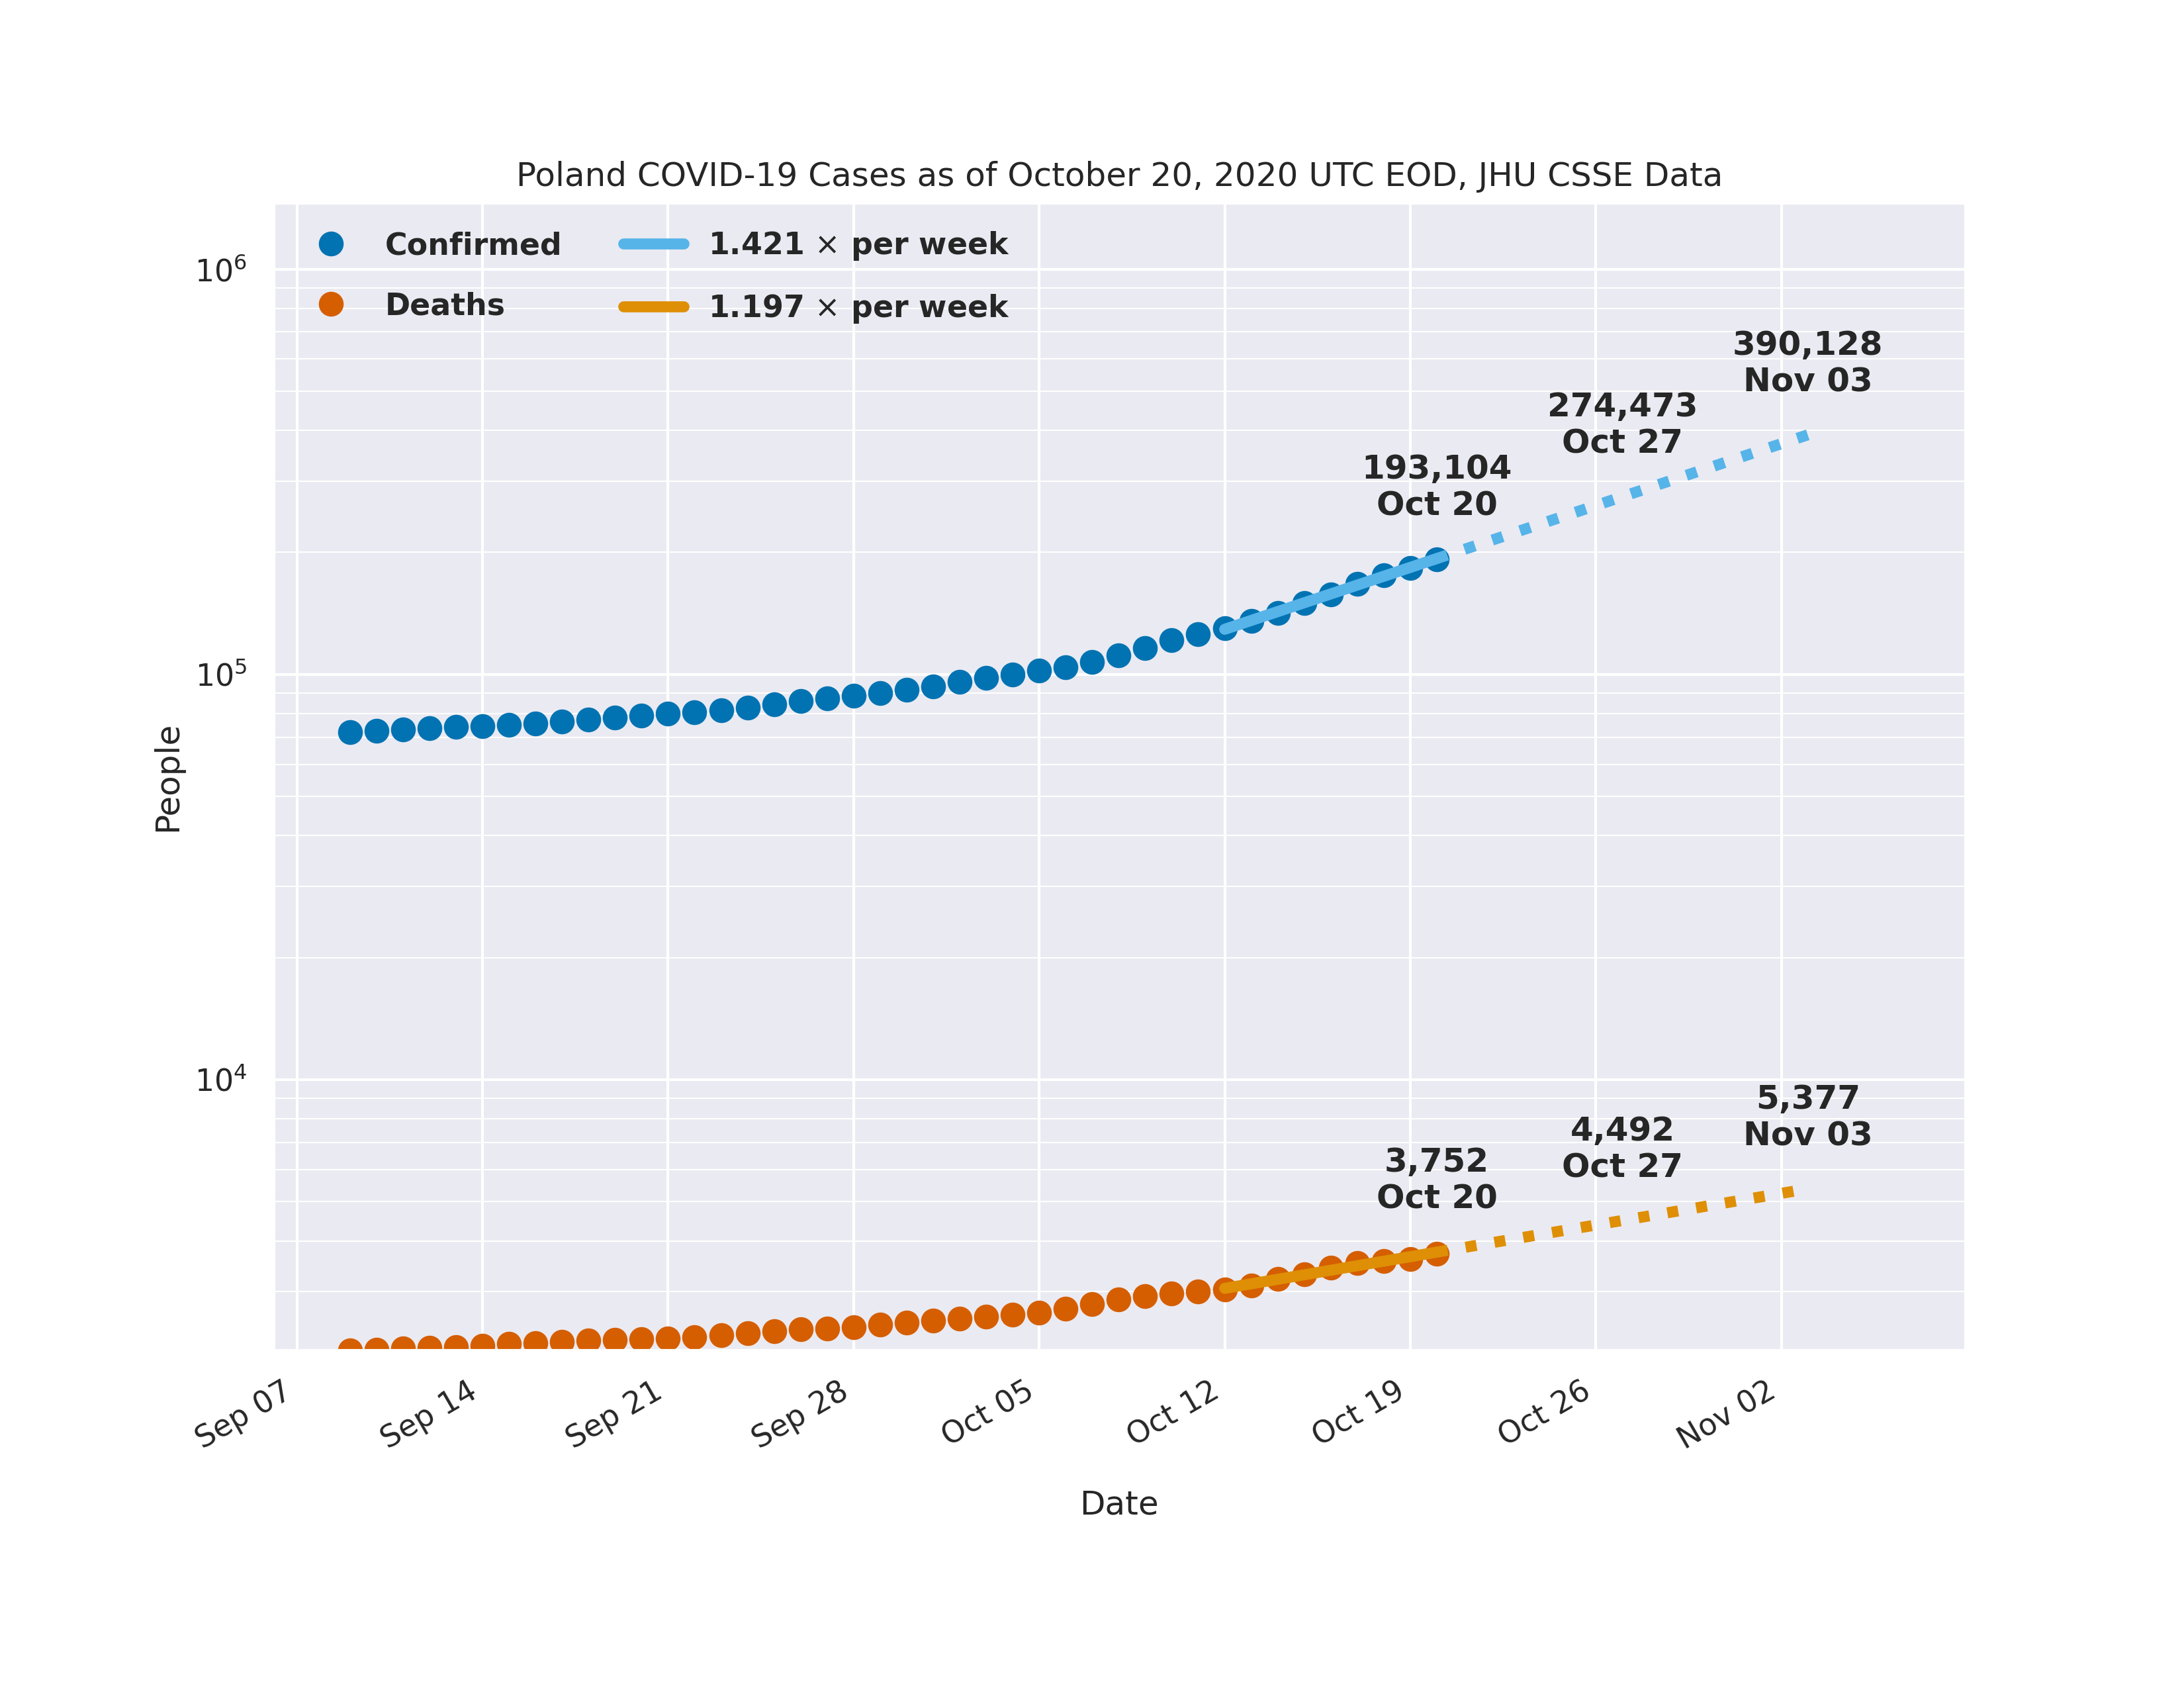 Poland COVID-19 Cases as of October 20, 2020 UTC EOD, JHU CSSE Data
Confirmed
Deaths
1.421 × per week
1.197 × per week
390,128
Nov 03
274,473
Oct 27
193,104
Oct 20
5,377
Nov 03
4,492
Oct 27
3,752
Oct 20
10⁶
10⁵
10⁴
People
Sep 07
Sep 14
Sep 21
Sep 28
Oct 05
Oct 12
Oct 19
Oct 26
Nov 02
Date